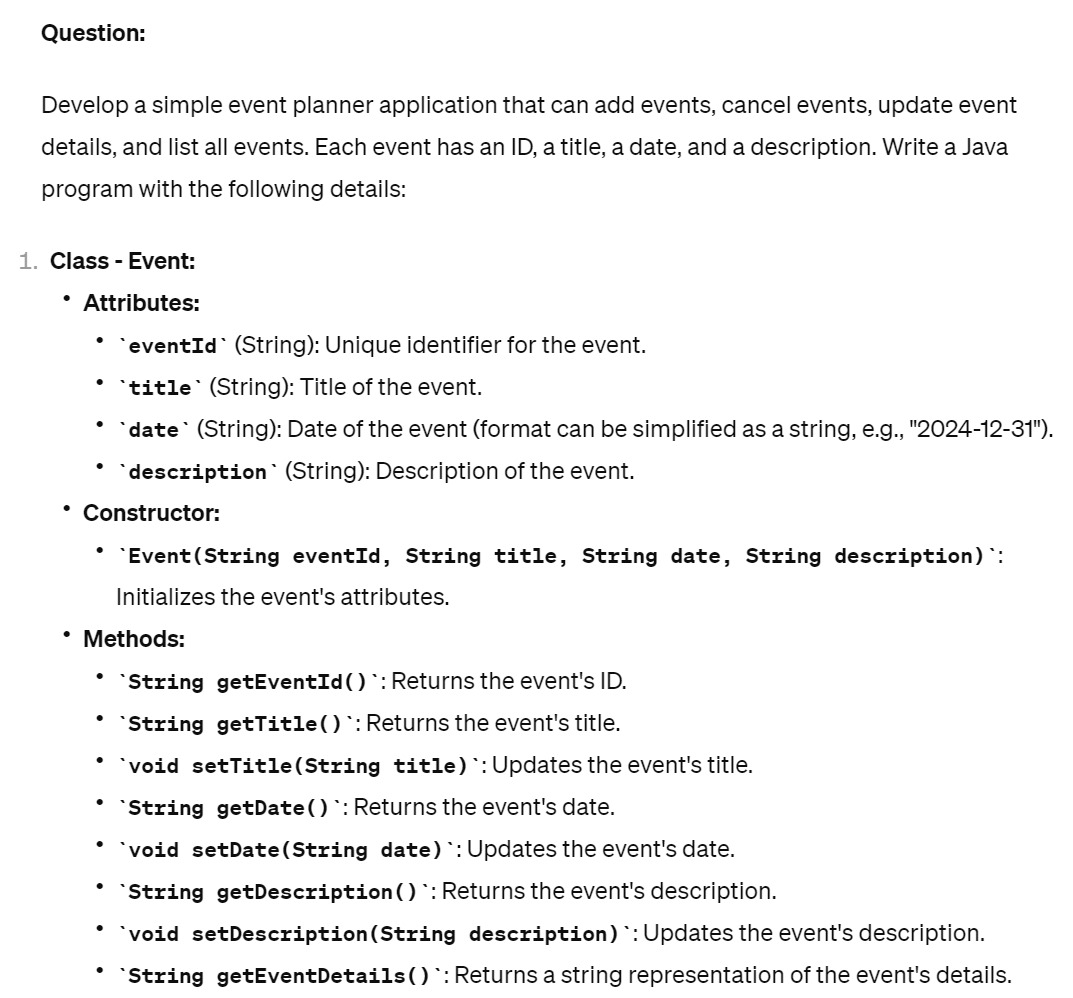 Question:
Develop a simple event planner application that can add events, cancel events, update event
details, and list all events. Each event has an ID, a title, a date, and a description. Write a Java
program with the following details:
1. Class - Event:
• Attributes:
• `eventId` (String): Unique identifier for the event.
• `title` (String): Title of the event.
• `date` (String): Date of the event (format can be simplified as a string, e.g., "2024-12-31").
• `description` (String): Description of the event.
• Constructor:
• `Event(String eventId, String title, String date, String description)`:
Initializes the event's attributes.
• Methods:
• `String getEventId()`: Returns the event's ID.
• `String getTitle()`: Returns the event's title.
• `void setTitle(String title)`: Updates the event's title.
• `String getDate()`: Returns the event's date.
• `void setDate(String date)`: Updates the event's date.
• `String getDescription()`: Returns the event's description.
• `void setDescription(String description)`: Updates the event's description.
• `String getEventDetails()`: Returns a string representation of the event's details.